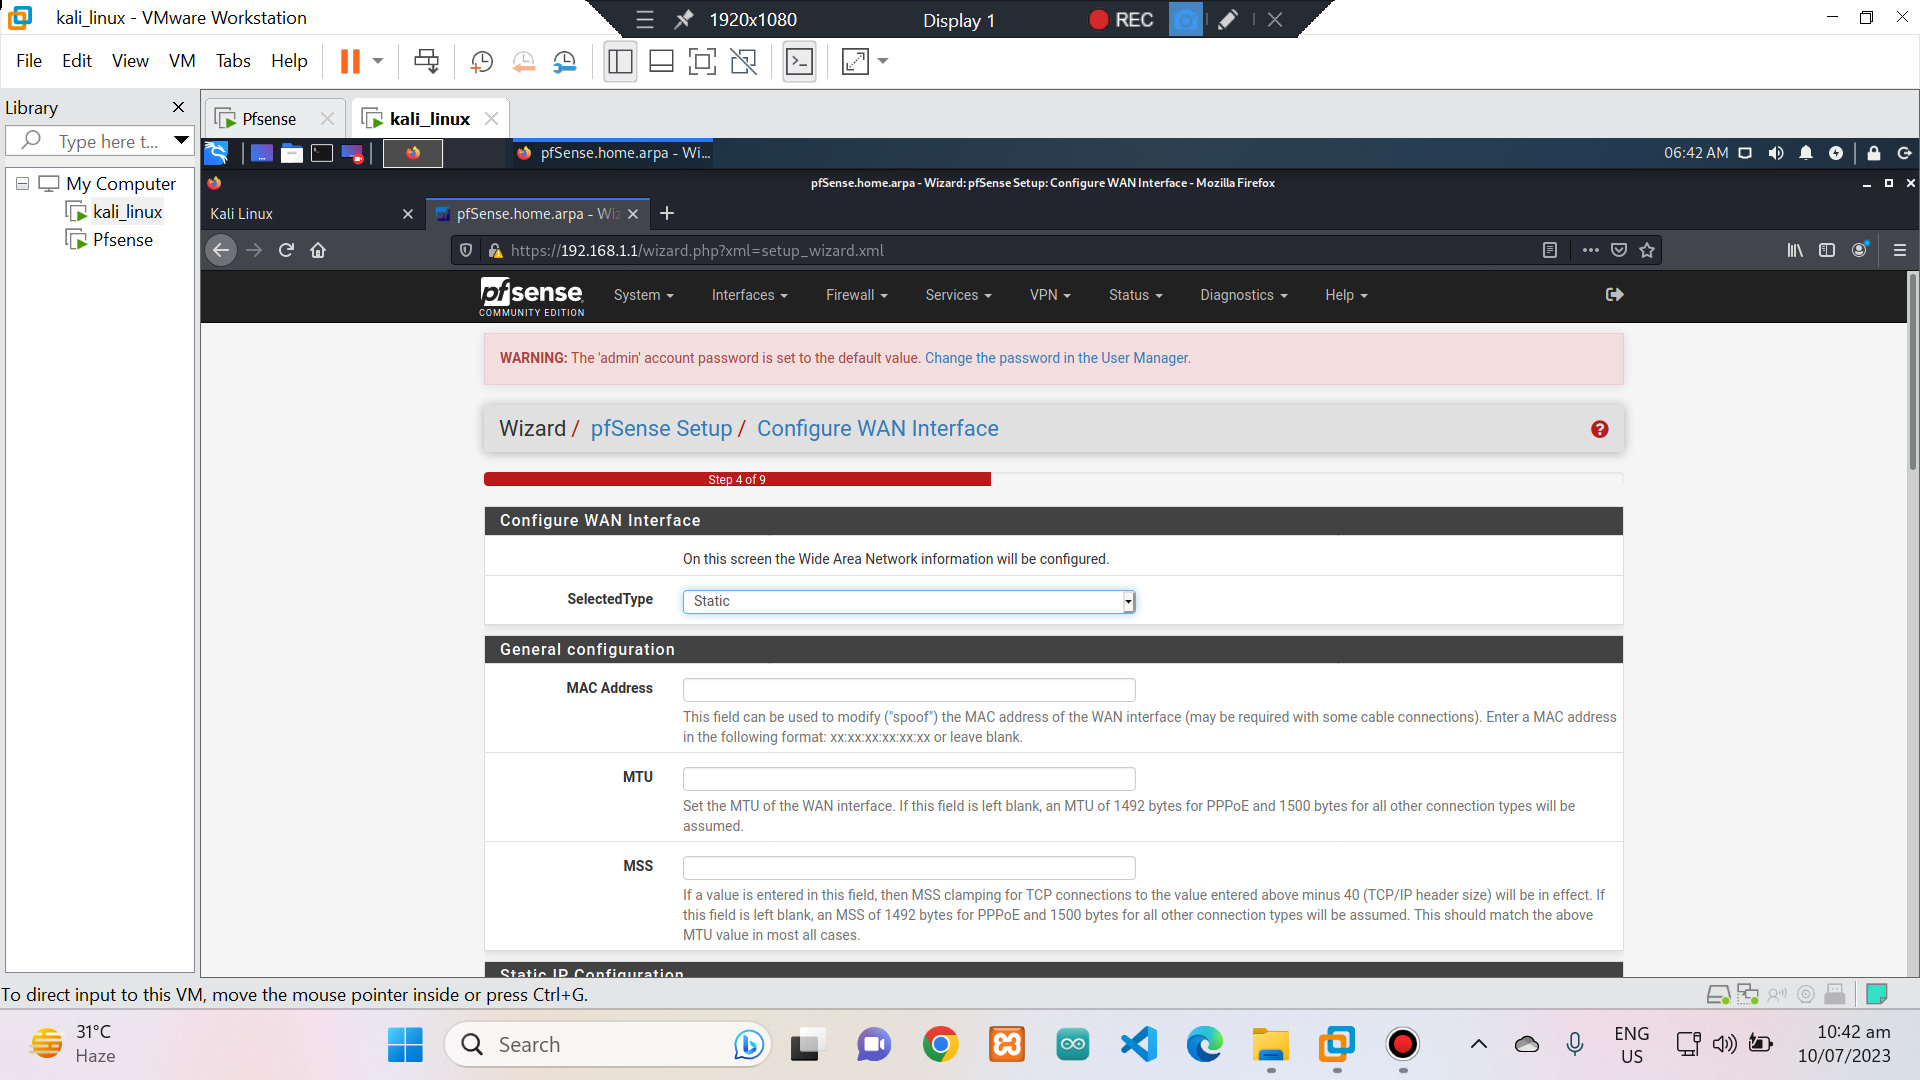 kali_linux - VMware Workstation
1920x1080
Display 1
REC
File
Edit
View
VM
Tabs
Help
Library
Type here t...
My Computer
kali_linux
Pfsense
Pfsense
kali_linux
pfSense.home.arpa - Wi...
06:42 AM
pfSense.home.arpa - Wizard: pfSense Setup: Configure WAN Interface - Mozilla Firefox
Kali Linux
pfSense.home.arpa - Wiz
https://192.168.1.1/wizard.php?xml=setup_wizard.xml
pfsense
COMMUNITY EDITION
System
Interfaces
Firewall
Services
VPN
Status
Diagnostics
Help
WARNING: The 'admin' account password is set to the default value. Change the password in the User Manager.
Wizard / pfSense Setup / Configure WAN Interface
Step 4 of 9
Configure WAN Interface
On this screen the Wide Area Network information will be configured.
SelectedType
Static
General configuration
MAC Address
This field can be used to modify ("spoof") the MAC address of the WAN interface (may be required with some cable connections). Enter a MAC address
in the following format: xx:xx:xx:xx:xx:xx or leave blank.
MTU
Set the MTU of the WAN interface. If this field is left blank, an MTU of 1492 bytes for PPPoE and 1500 bytes for all other connection types will be
assumed.
MSS
If a value is entered in this field, then MSS clamping for TCP connections to the value entered above minus 40 (TCP/IP header size) will be in effect. If
this field is left blank, an MSS of 1492 bytes for PPPoE and 1500 bytes for all other connection types will be assumed. This should match the above
MTU value in most all cases.
Static IP Configuration
To direct input to this VM, move the mouse pointer inside or press Ctrl+G.
31°C
Haze
Search
ENG
US
10:42 am
10/07/2023